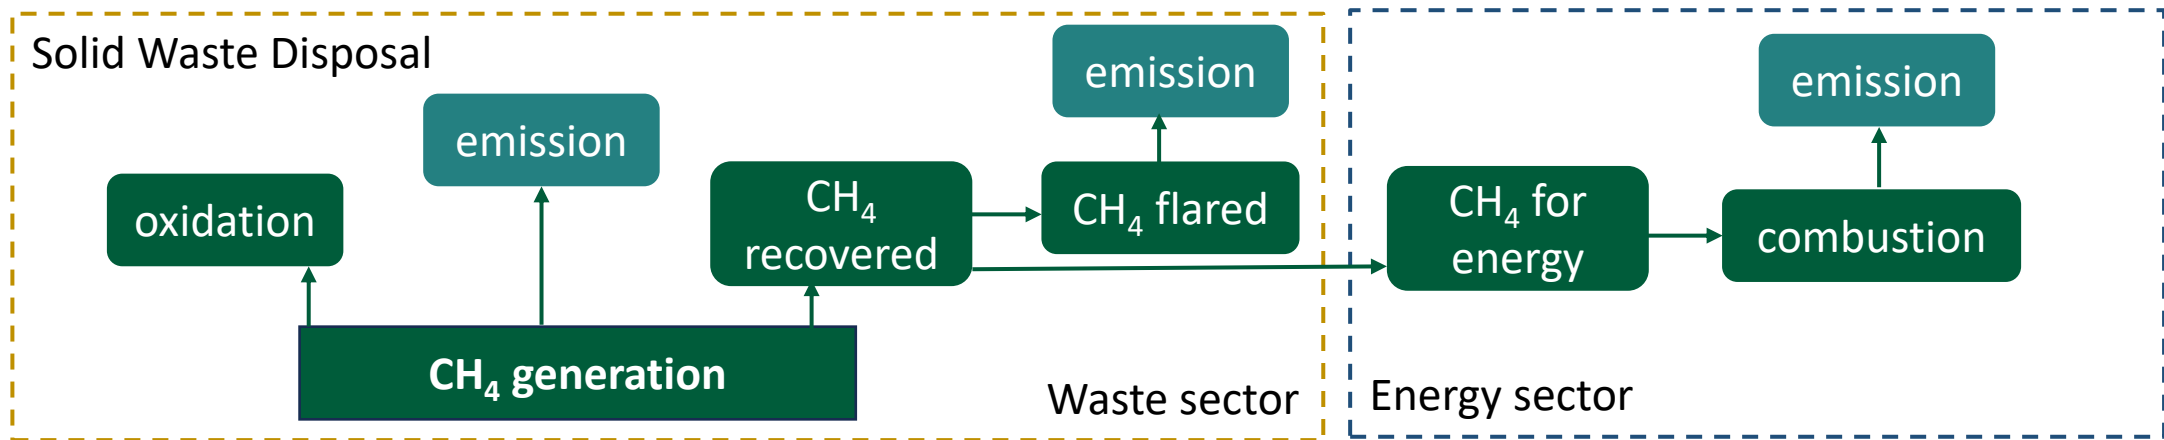 Solid Waste Disposal
emission
emission
emission
oxidation
CH₄
recovered
CH₄ flared
CH₄ for
energy
combustion
CH₄ generation
Waste sector
Energy sector